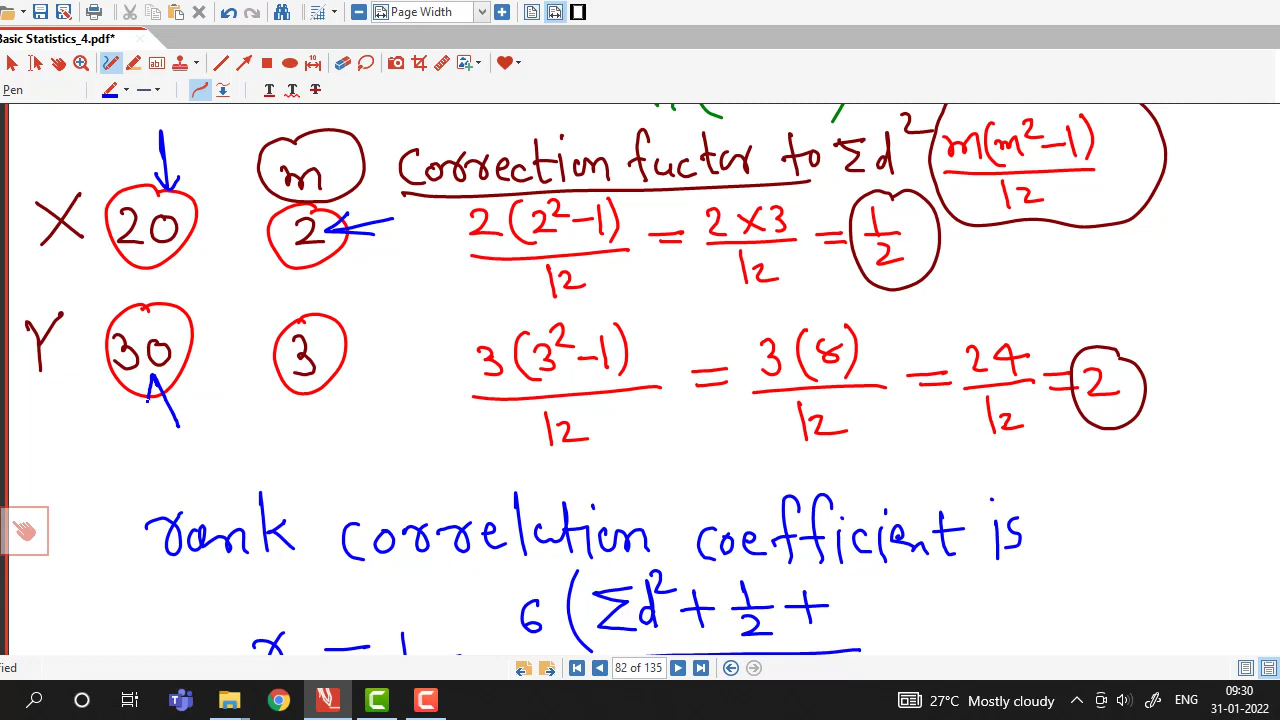 Page Width
Basic Statistics_4.pdf*
Pen
m Correction factor to Σd² m(m²-1)/12
X 20 2 2(2²-1)/12 = 2×3/12 = 1/2
Y 30 3 3(3²-1)/12 = 3(8)/12 = 24/12 = 2
rank correlation coefficient is
6(Σd² + 1/2 +
82 of 135
27°C Mostly cloudy ENG 09:30
31-01-2022